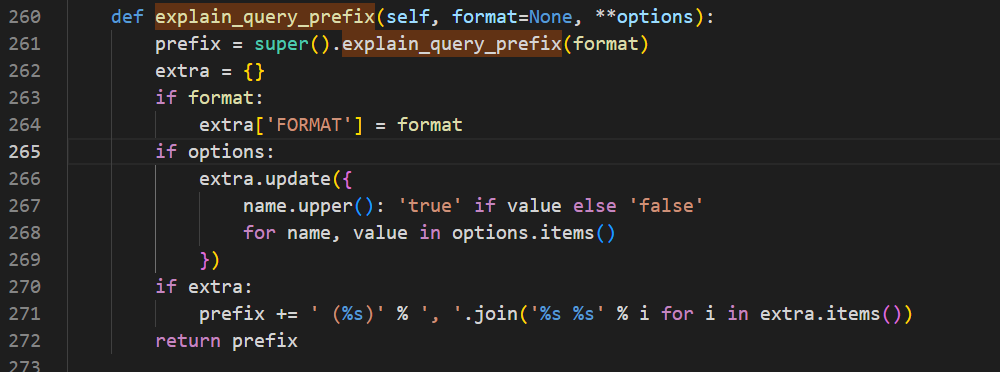 260 def explain_query_prefix(self, format=None, **options):
261 prefix = super().explain_query_prefix(format)
262 extra = {}
263 if format:
264 extra['FORMAT'] = format
265 if options:
266 extra.update({
267 name.upper(): 'true' if value else 'false'
268 for name, value in options.items()
269 })
270 if extra:
271 prefix += ' (%s)' % ', '.join('%s %s' % i for i in extra.items())
272 return prefix
273